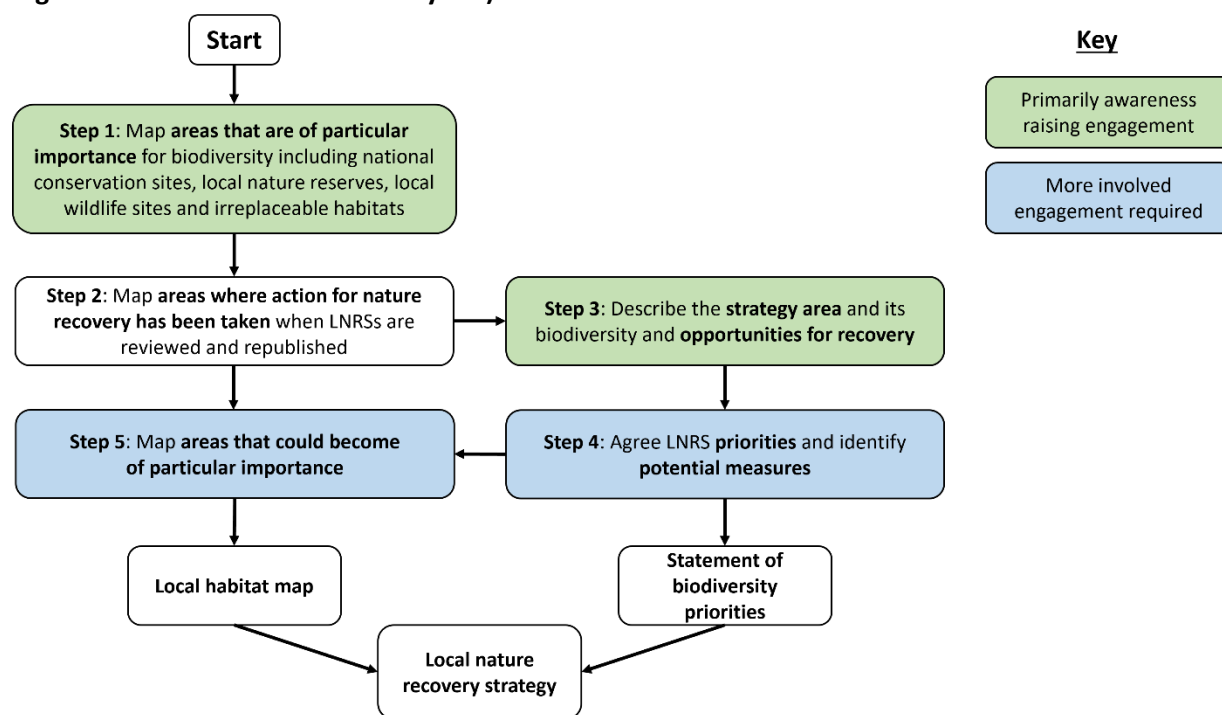 Start
Key
Step 1: Map areas that are of particular
importance for biodiversity including national
conservation sites, local nature reserves, local
wildlife sites and irreplaceable habitats
Primarily awareness
raising engagement
More involved
engagement required
Step 2: Map areas where action for nature
recovery has been taken when LNRSs are
reviewed and republished
Step 3: Describe the strategy area and its
biodiversity and opportunities for recovery
Step 5: Map areas that could become
of particular importance
Step 4: Agree LNRS priorities and identify
potential measures
Local habitat map
Statement of
biodiversity
priorities
Local nature
recovery strategy